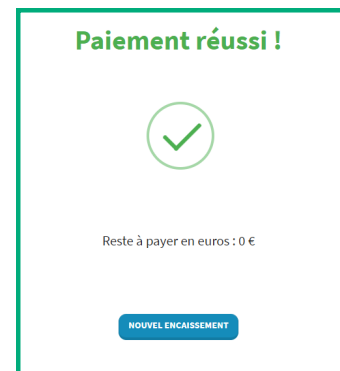 Paiement réussi !
Reste à payer en euros : 0 €
NOUVEL ENCAISSEMENT